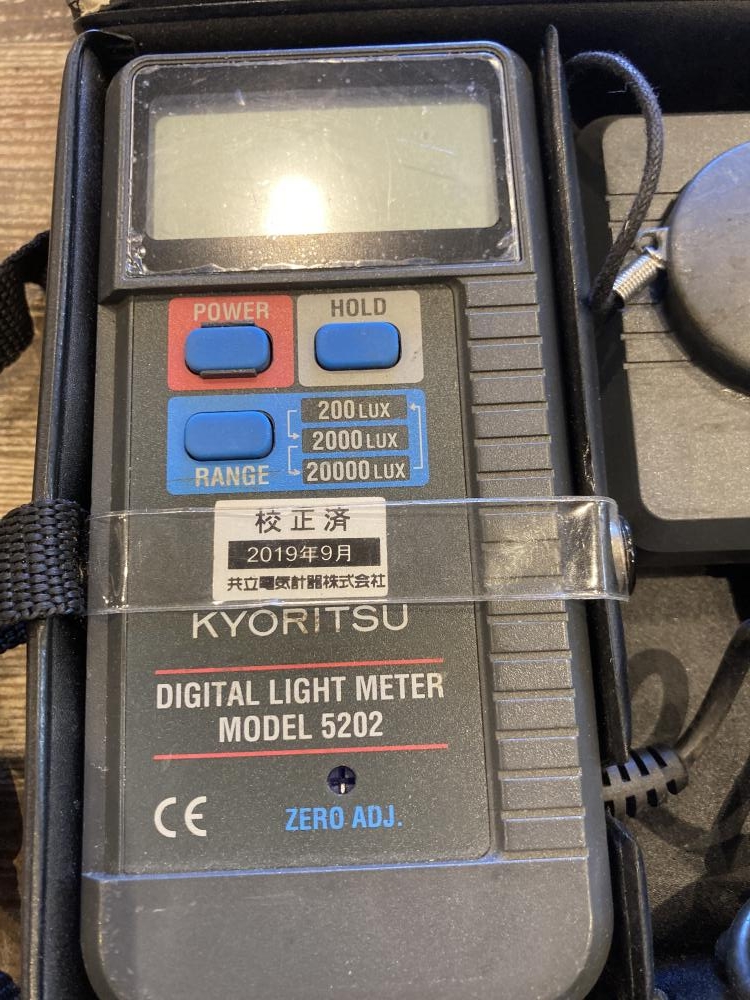 POWER
HOLD
200 LUX
2000 LUX
RANGE
20000 LUX
校正済
2019年9月
共立電気計器株式会社
KYORITSU
DIGITAL LIGHT METER
MODEL 5202
CE
ZERO ADJ.